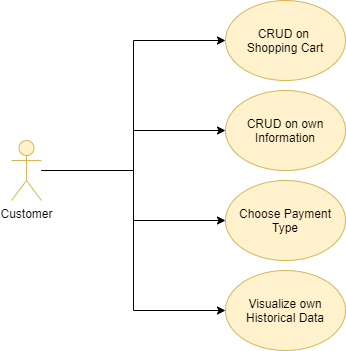 CRUD on
Shopping Cart
CRUD on own
Information
Customer
Choose Payment
Type
Visualize own
Historical Data